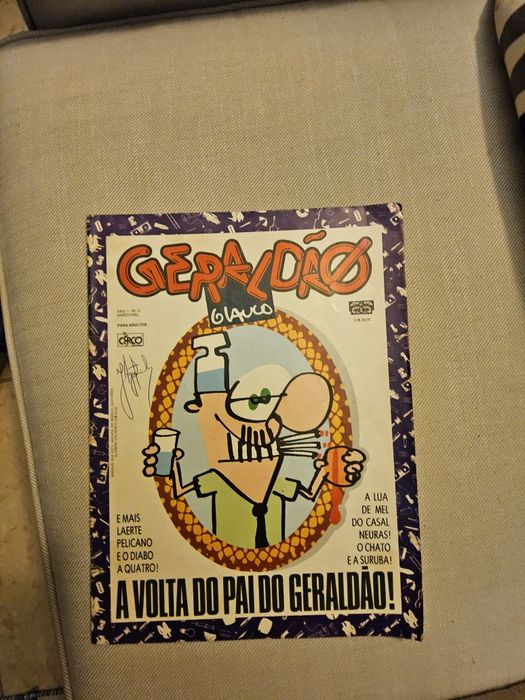 GERALDÃO
GLAUCO
ANO 1 - Nº 3
BIMESTRAL
PARA ADULTOS
CIRCO
E MAIS
LAERTE
PELICANO
E O DIABO
A QUATRO!
A LUA
DE MEL
DO CASAL
NEURAS!
O CHATO
E A SURUBA!
A VOLTA DO PAI DO GERALDÃO!